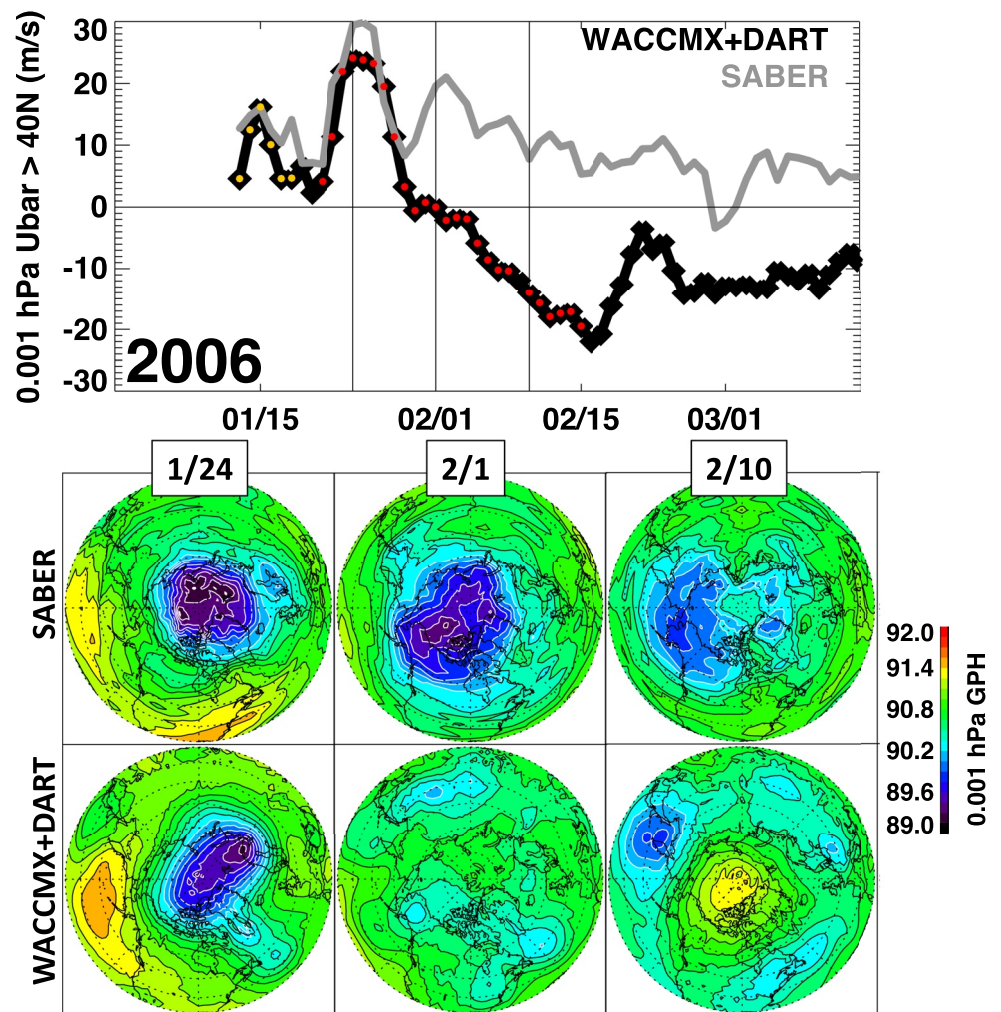 0.001 hPa Ubar > 40N (m/s)
30
20
10
0
-10
-20
-30
WACCMX+DART
SABER
2006
01/15 02/01 02/15 03/01
1/24 2/1 2/10
SABER
WACCMX+DART
92.0
91.4
90.8
90.2
89.6
89.0
0.001 hPa GPH